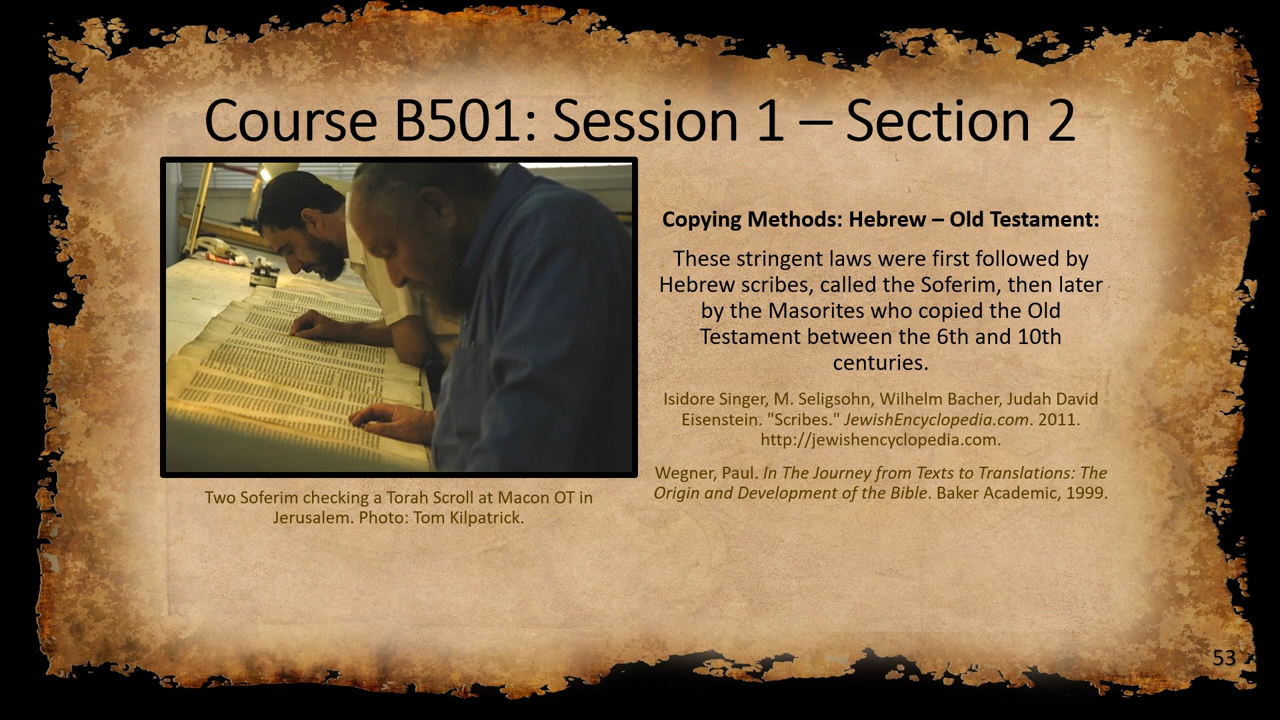 Course B501: Session 1 – Section 2
Copying Methods: Hebrew – Old Testament:
These stringent laws were first followed by
Hebrew scribes, called the Soferim, then later
by the Masorites who copied the Old
Testament between the 6th and 10th
centuries.
Isidore Singer, M. Seligsohn, Wilhelm Bacher, Judah David
Eisenstein. "Scribes." JewishEncyclopedia.com. 2011.
http://jewishencyclopedia.com.
Wegner, Paul. In The Journey from Texts to Translations: The
Origin and Development of the Bible. Baker Academic, 1999.
Two Soferim checking a Torah Scroll at Macon OT in
Jerusalem. Photo: Tom Kilpatrick.
53